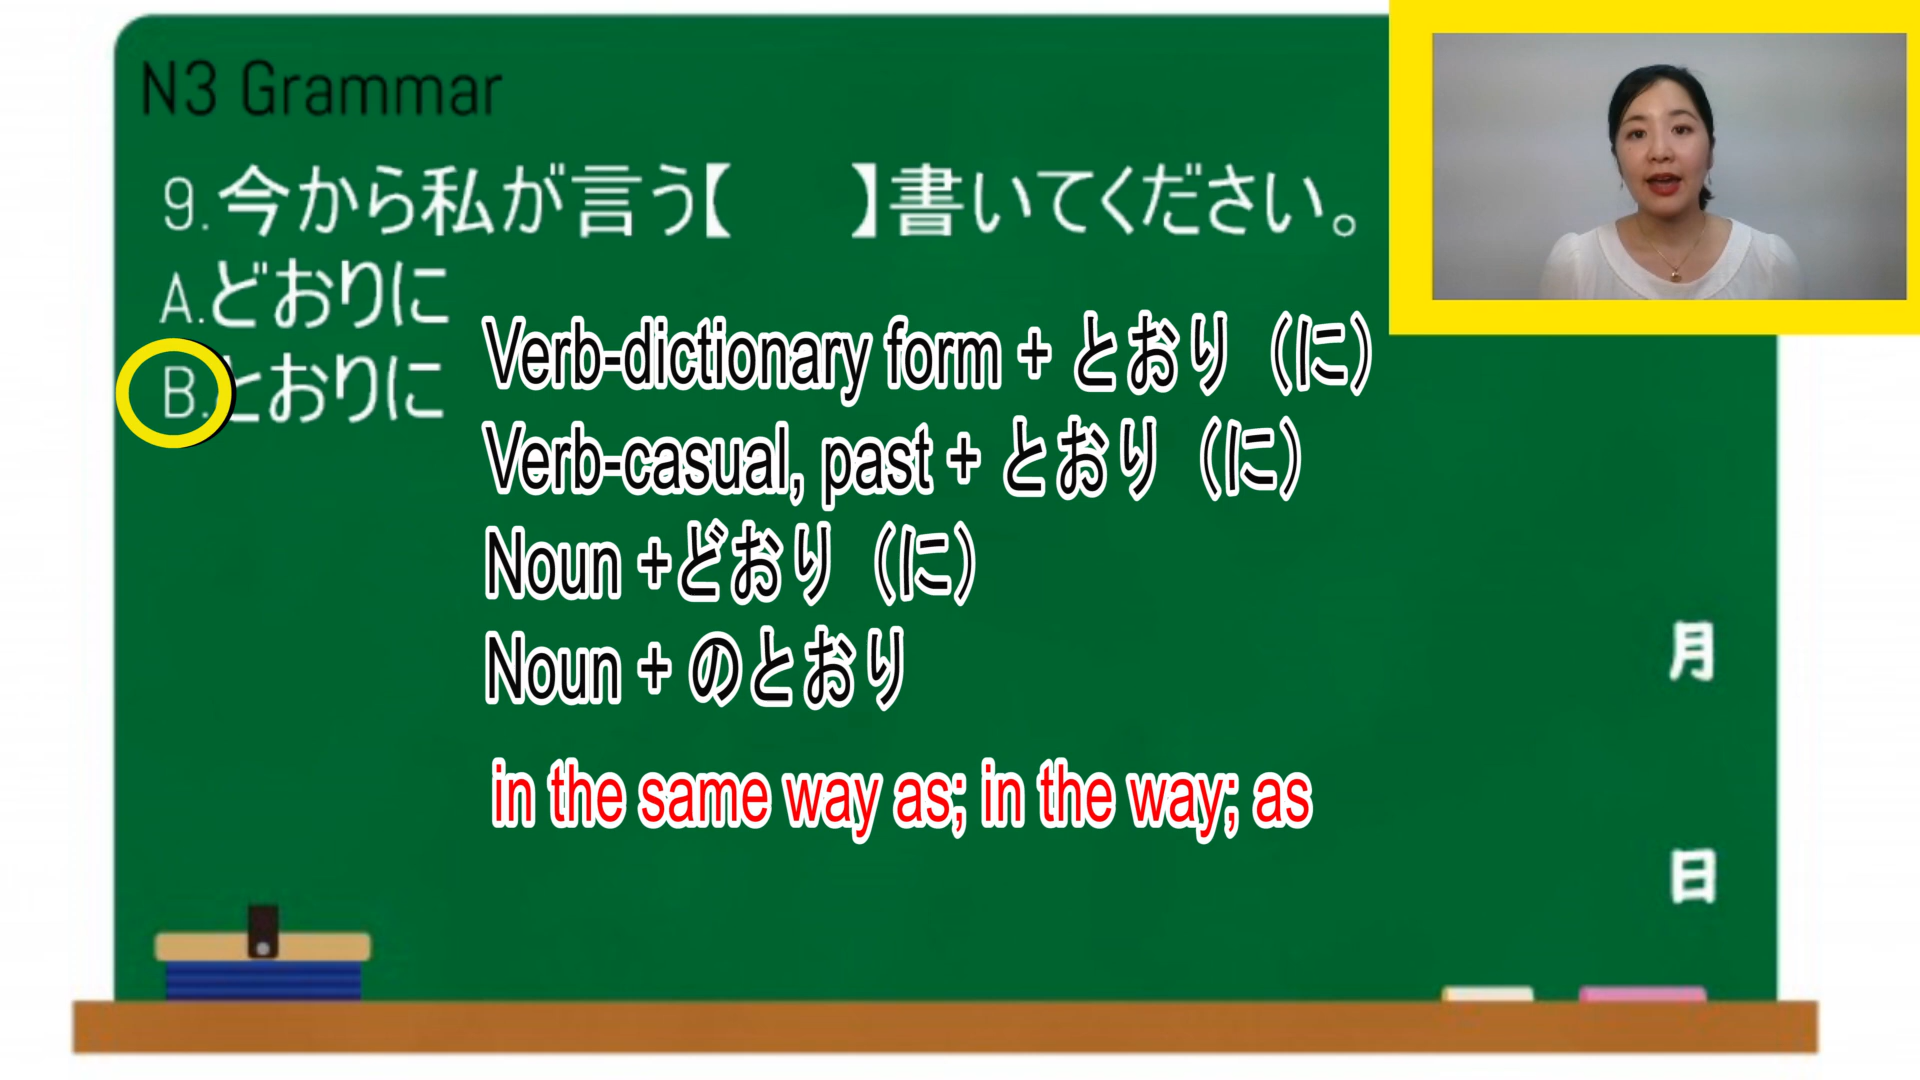 N3 Grammar
9.今から私が言う【　　】書いてください。
A.どおりに
B.とおりに
Verb-dictionary form + とおり（に）
Verb-casual, past + とおり（に）
Noun +どおり（に）
Noun + のとおり
in the same way as; in the way; as
月
日